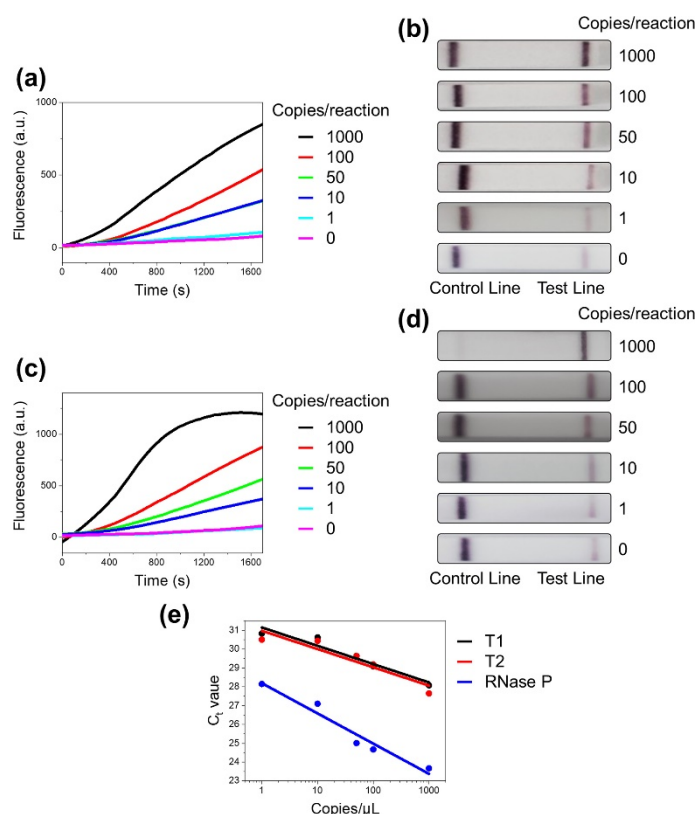 (a)
1000
500
0
Fluorescence (a.u.)
0 400 800 1200 1600
Time (s)
Copies/reaction
1000
100
50
10
1
0
(b)
Copies/reaction
1000
100
50
10
1
0
Control Line Test Line
(c)
1000
500
0
Fluorescence (a.u.)
0 400 800 1200 1600
Time (s)
Copies/reaction
1000
100
50
10
1
0
(d)
Copies/reaction
1000
100
50
10
1
0
Control Line Test Line
(e)
31
30
29
28
27
26
25
24
23
Ct vaue
1 10 100 1000
Copies/µL
T1
T2
RNase P